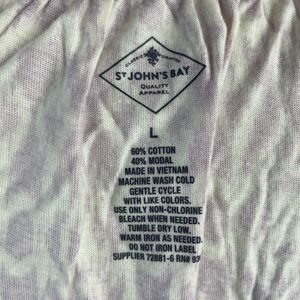 CLASSIC CRAFTED
ST JOHN'S BAY
QUALITY
APPAREL
L
60% COTTON
40% MODAL
MADE IN VIETNAM
MACHINE WASH COLD
GENTLE CYCLE
WITH LIKE COLORS.
USE ONLY NON-CHLORINE
BLEACH WHEN NEEDED.
TUMBLE DRY LOW.
WARM IRON AS NEEDED.
DO NOT IRON LABEL
SUPPLIER 72881-6 RN# 93